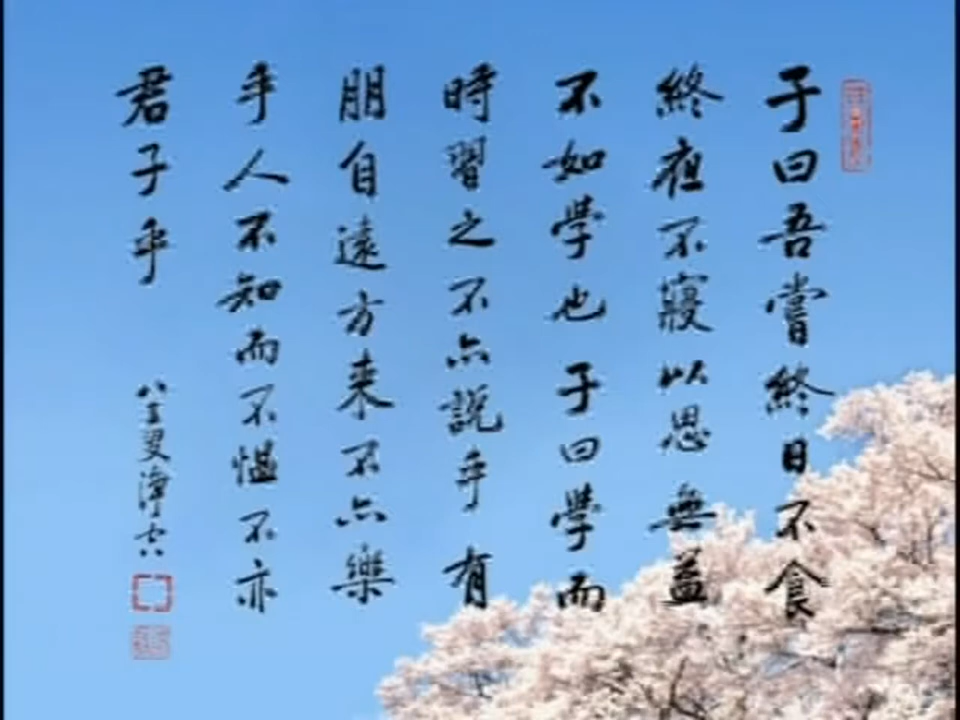 子曰吾嘗終日不食
終夜不寢以思無益
不如學也子曰學而
時習之不亦說乎有
朋自遠方来不亦樂
乎人不知而不慍不亦
君子乎
八五叟淨空